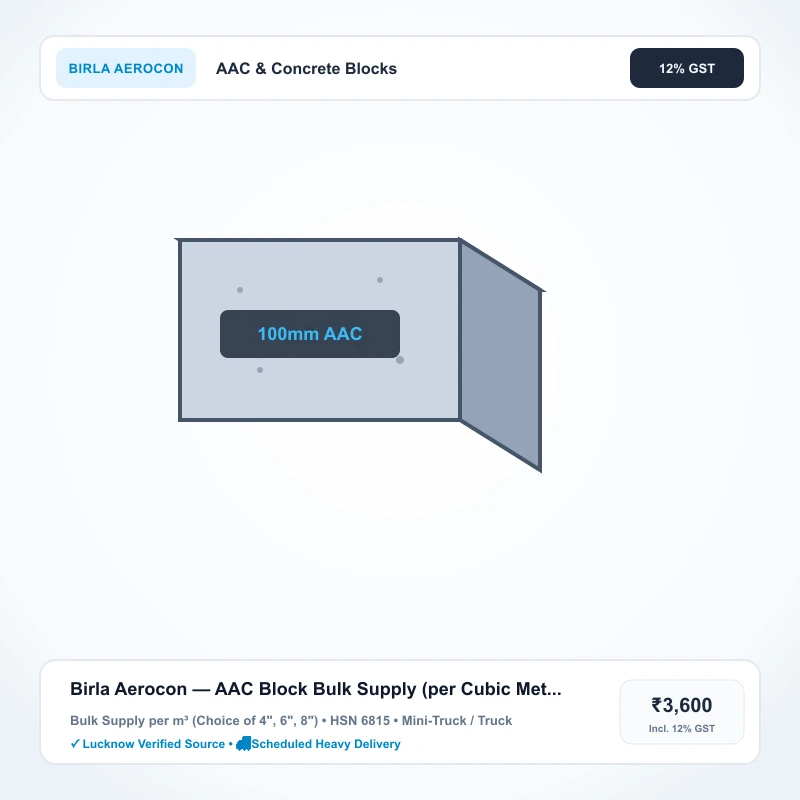 BIRLA AEROCON
AAC & Concrete Blocks
12% GST
100mm AAC
Birla Aerocon — AAC Block Bulk Supply (per Cubic Met...
₹3,600
Bulk Supply per m³ (Choice of 4", 6", 8") • HSN 6815 • Mini-Truck / Truck
Incl. 12% GST
✓ Lucknow Verified Source • 🚚 Scheduled Heavy Delivery